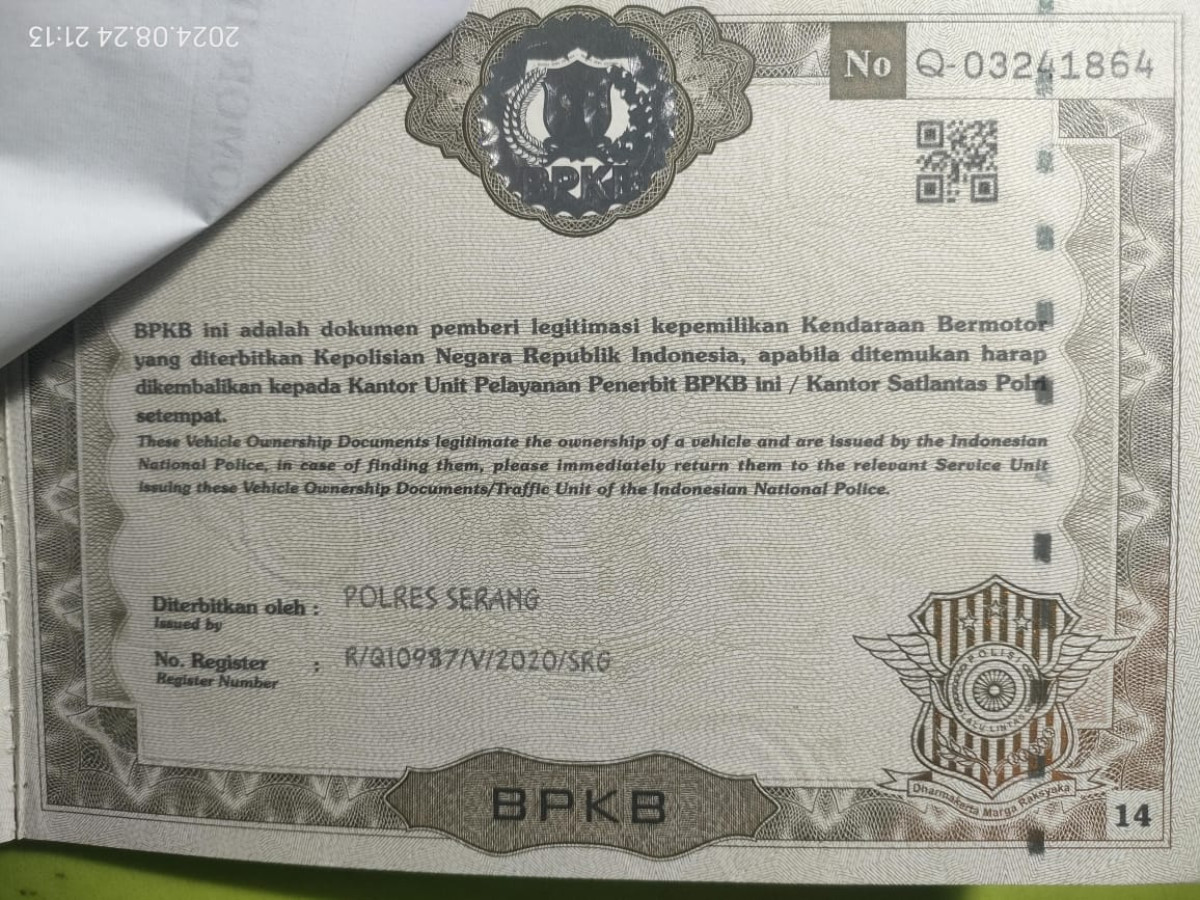 2024.08.24 21:13
No Q-03241864
BPKB
BPKB ini adalah dokumen pemberi legitimasi kepemilikan Kendaraan Bermotor
yang diterbitkan Kepolisian Negara Republik Indonesia, apabila ditemukan harap
dikembalikan kepada Kantor Unit Pelayanan Penerbit BPKB ini / Kantor Satlantas Polri
setempat.
These Vehicle Ownership Documents legitimate the ownership of a vehicle and are issued by the Indonesian
National Police, in case of finding them, please immediately return them to the relevant Service Unit
issuing these Vehicle Ownership Documents/Traffic Unit of the Indonesian National Police.
Diterbitkan oleh : POLRES SERANG
Issued by
No. Register : R/Q10987/V/2020/SRG
Register Number
POLISI
LALU LINTAS
Dharmakerta Marga Raksyaka
BPKB
14